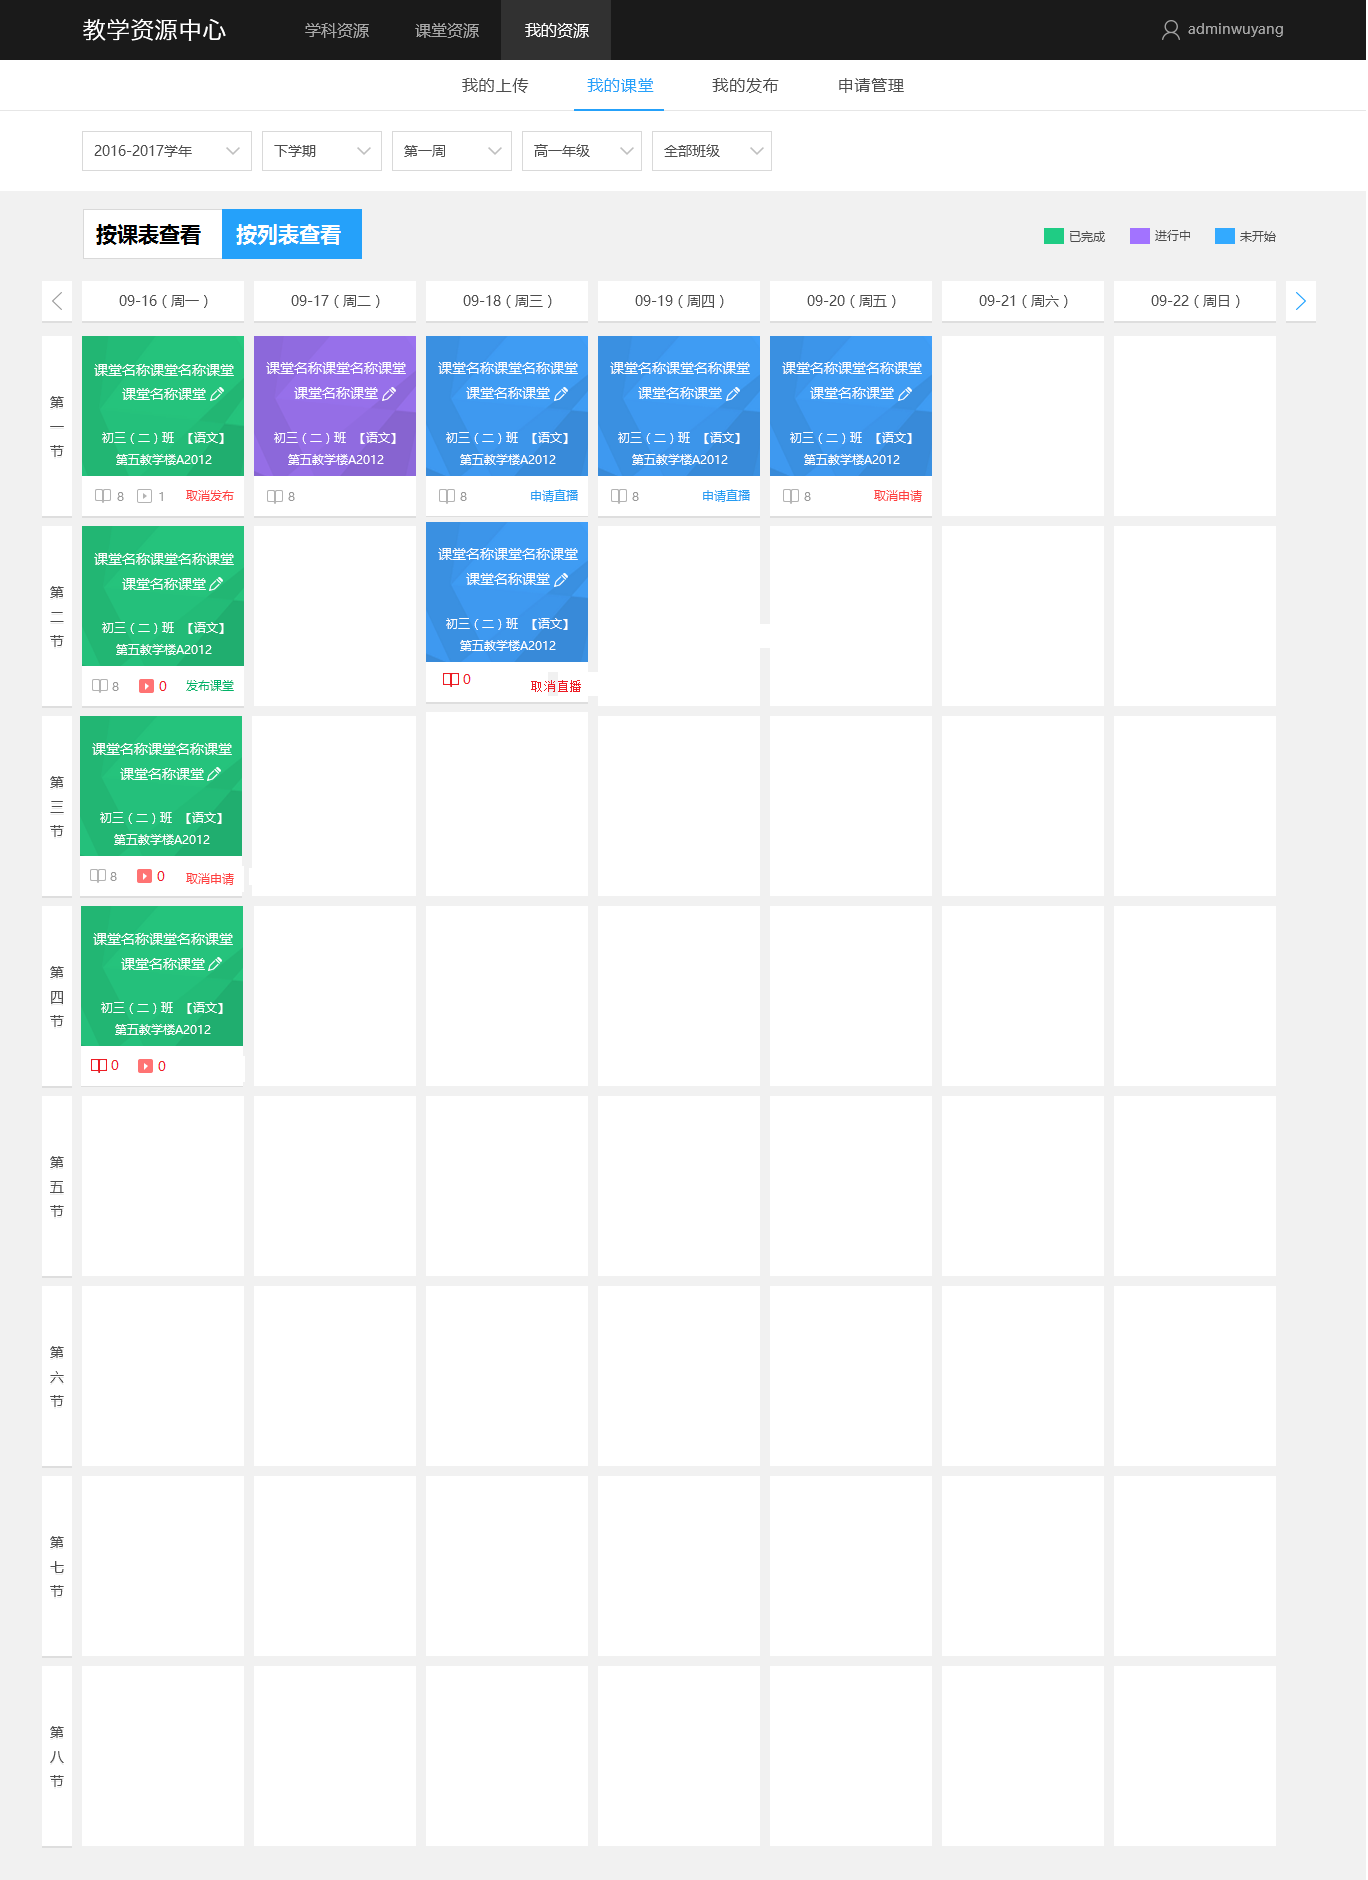 教学资源中心 学科资源 课堂资源 我的资源 adminwuyang
我的上传 我的课堂 我的发布 申请管理
2016-2017学年 下学期 第一周 高一年级 全部班级
按课表查看 按列表查看 已完成 进行中 未开始
09-16（周一） 09-17（周二） 09-18（周三） 09-19（周四） 09-20（周五） 09-21（周六） 09-22（周日）
第一节
课堂名称课堂名称课堂
课堂名称课堂
初三（二）班 【语文】
第五教学楼A2012
8 1 取消发布
课堂名称课堂名称课堂
课堂名称课堂
初三（二）班 【语文】
第五教学楼A2012
8
课堂名称课堂名称课堂
课堂名称课堂
初三（二）班 【语文】
第五教学楼A2012
8 申请直播
课堂名称课堂名称课堂
课堂名称课堂
初三（二）班 【语文】
第五教学楼A2012
8 申请直播
课堂名称课堂名称课堂
课堂名称课堂
初三（二）班 【语文】
第五教学楼A2012
8 取消申请
第二节
课堂名称课堂名称课堂
课堂名称课堂
初三（二）班 【语文】
第五教学楼A2012
8 0 发布课堂
课堂名称课堂名称课堂
课堂名称课堂
初三（二）班 【语文】
第五教学楼A2012
0 取消直播
第三节
课堂名称课堂名称课堂
课堂名称课堂
初三（二）班 【语文】
第五教学楼A2012
8 0 取消申请
第四节
课堂名称课堂名称课堂
课堂名称课堂
初三（二）班 【语文】
第五教学楼A2012
0 0
第五节
第六节
第七节
第八节